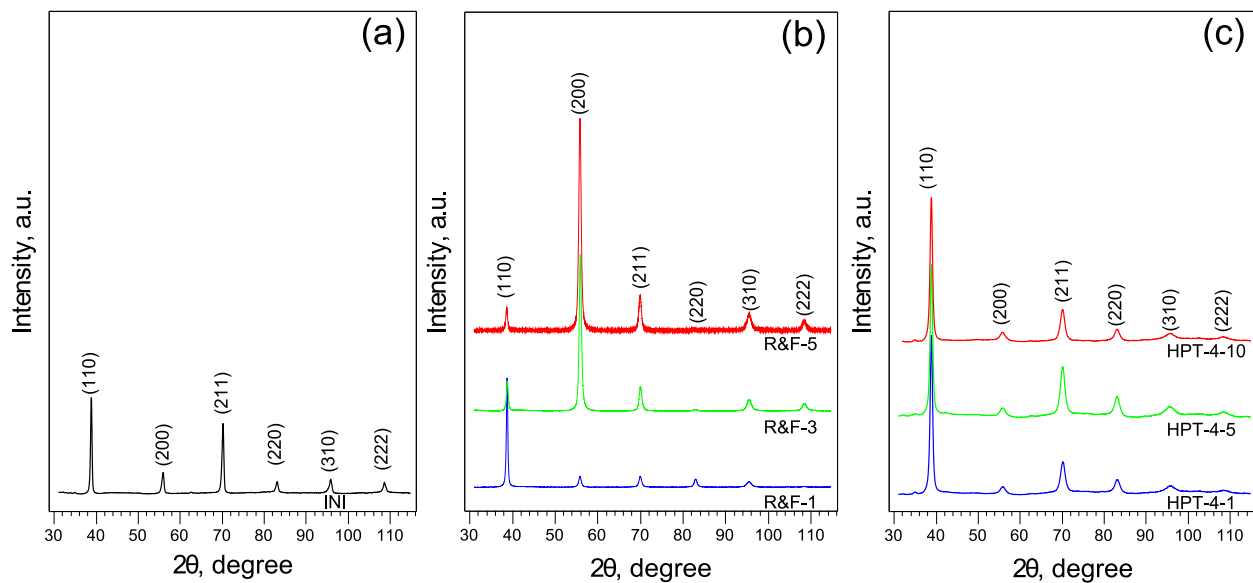 (a)
Intensity, a.u.
(110)
(200)
(211)
(220)
(310)
(222)
INI
30 40 50 60 70 80 90 100 110
2θ, degree
(b)
Intensity, a.u.
(110)
(200)
(211)
(220)
(310)
(222)
R&F-5
R&F-3
R&F-1
30 40 50 60 70 80 90 100 110
2θ, degree
(c)
Intensity, a.u.
(110)
(200)
(211)
(220)
(310)
(222)
HPT-4-10
HPT-4-5
HPT-4-1
30 40 50 60 70 80 90 100 110
2θ, degree